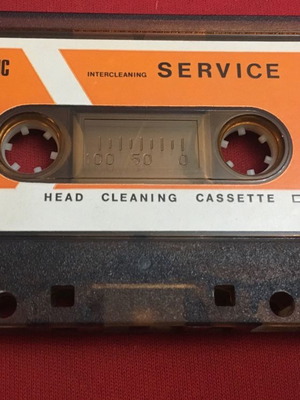 INTERCLEANING SERVICE
100 50 0
HEAD CLEANING CASSETTE